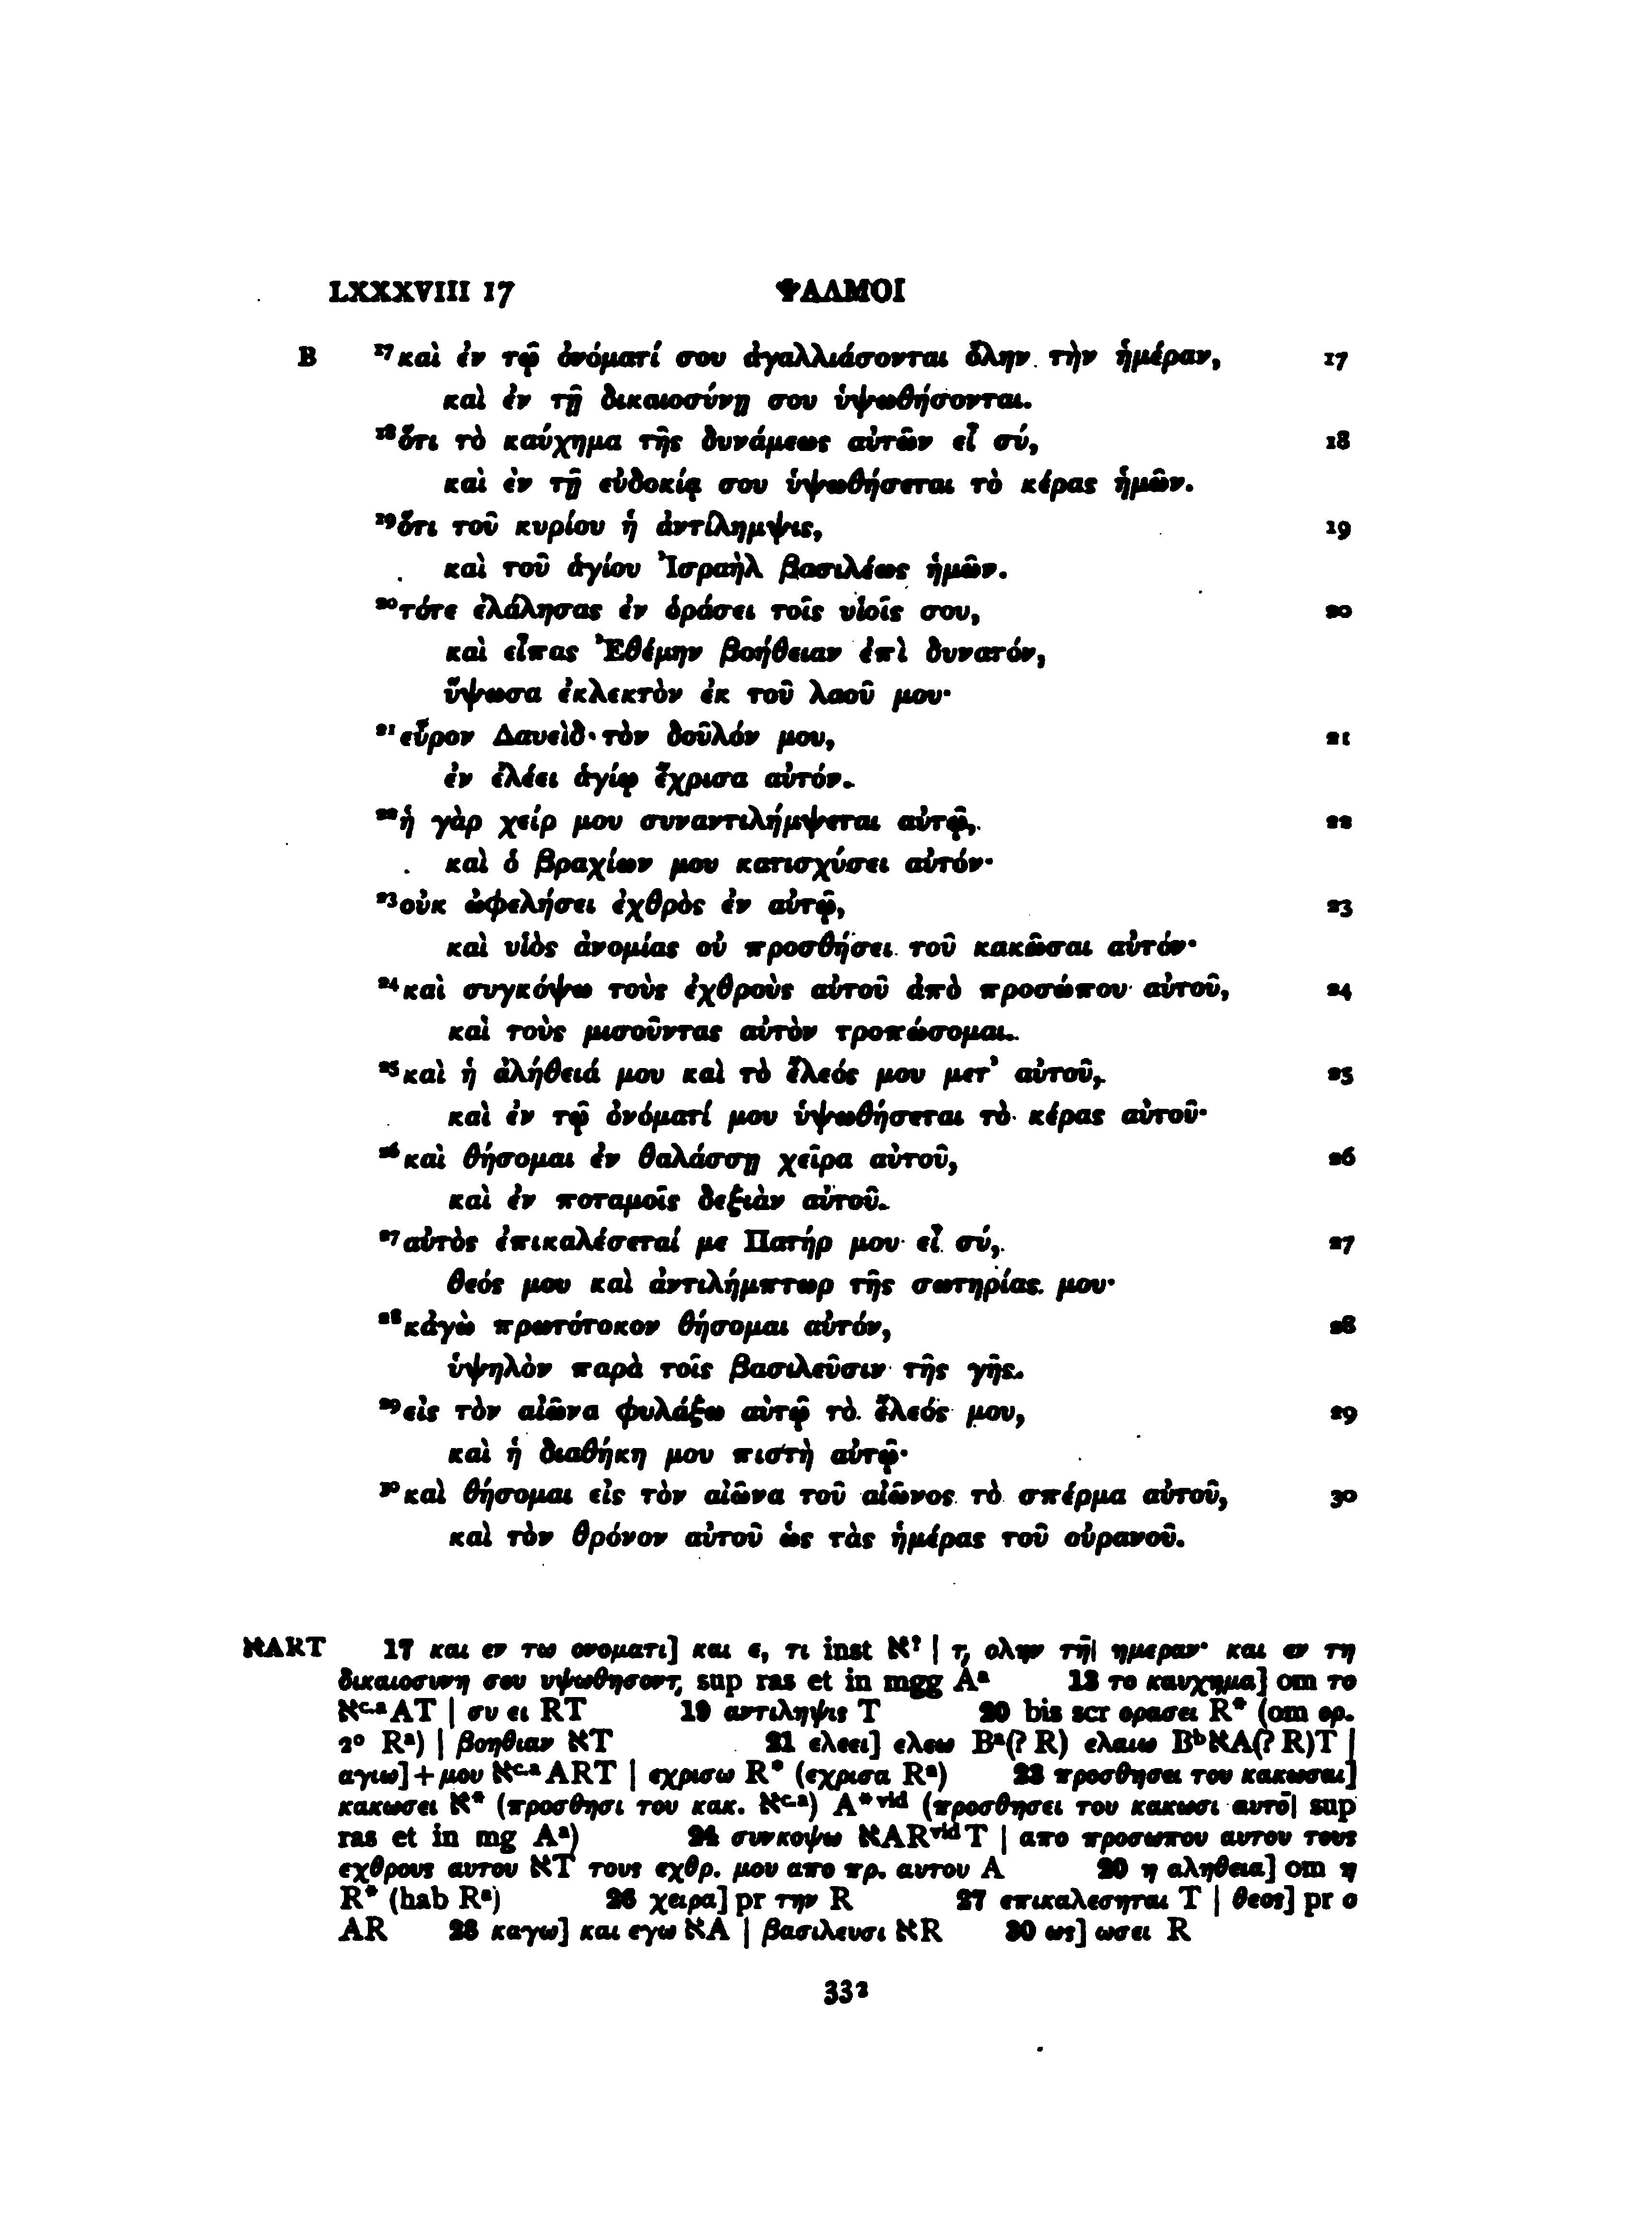 LXXXVIII 17 ΨΑΛΜΟΙ
B ¹⁷καὶ ἐν τῷ ὀνόματί σου ἀγαλλιάσονται ὅλην τὴν ἡμέραν, 17
καὶ ἐν τῇ δικαιοσύνῃ σου ὑψωθήσονται.
¹⁸ὅτι τὸ καύχημα τῆς δυνάμεως αὐτῶν εἶ σύ, 18
καὶ ἐν τῇ εὐδοκίᾳ σου ὑψωθήσεται τὸ κέρας ἡμῶν.
¹⁹ὅτι τοῦ κυρίου ἡ ἀντίλημψις, 19
καὶ τοῦ ἁγίου Ἰσραὴλ βασιλέως ἡμῶν.
²⁰τότε ἐλάλησας ἐν ὁράσει τοῖς υἱοῖς σου, 20
καὶ εἶπας Ἐθέμην βοήθειαν ἐπὶ δυνατόν,
ὕψωσα ἐκλεκτὸν ἐκ τοῦ λαοῦ μου·
²¹εὗρον Δαυεὶδ τὸν δοῦλόν μου, 21
ἐν ἐλέει ἁγίῳ ἔχρισα αὐτόν.
²²ἡ γὰρ χείρ μου συναντιλήμψεται αὐτῷ, 22
καὶ ὁ βραχίων μου κατισχύσει αὐτόν·
²³οὐκ ὠφελήσει ἐχθρὸς ἐν αὐτῷ, 23
καὶ υἱὸς ἀνομίας οὐ προσθήσει τοῦ κακῶσαι αὐτόν·
²⁴καὶ συγκόψω τοὺς ἐχθροὺς αὐτοῦ ἀπὸ προσώπου αὐτοῦ, 24
καὶ τοὺς μισοῦντας αὐτὸν τροπώσομαι.
²⁵καὶ ἡ ἀλήθειά μου καὶ τὸ ἔλεός μου μετ᾽ αὐτοῦ, 25
καὶ ἐν τῷ ὀνόματί μου ὑψωθήσεται τὸ κέρας αὐτοῦ·
²⁶καὶ θήσομαι ἐν θαλάσσῃ χεῖρα αὐτοῦ, 26
καὶ ἐν ποταμοῖς δεξιὰν αὐτοῦ.
²⁷αὐτὸς ἐπικαλέσεταί με Πατήρ μου εἶ σύ, 27
θεός μου καὶ ἀντιλήμπτωρ τῆς σωτηρίας μου·
²⁸κἀγὼ πρωτότοκον θήσομαι αὐτόν, 28
ὑψηλὸν παρὰ τοῖς βασιλεῦσιν τῆς γῆς.
²⁹εἰς τὸν αἰῶνα φυλάξω αὐτῷ τὸ ἔλεός μου, 29
καὶ ἡ διαθήκη μου πιστὴ αὐτῷ·
³⁰καὶ θήσομαι εἰς τὸν αἰῶνα τοῦ αἰῶνος τὸ σπέρμα αὐτοῦ, 30
καὶ τὸν θρόνον αὐτοῦ ὡς τὰς ἡμέρας τοῦ οὐρανοῦ.
ℵART 17 και εν τω ονοματι] και ε, τι inst ℵ? | τ, ολην τη̄| ημεραν· και εν τη
δικαιοσυνη σου υψωθησοντ, sup ras et in mgg Aᵃ 18 το καυχημα] om το
ℵᶜ·ᵃ AT | συ ει RT 19 αντιληψις T 20 bis scr ορασει R* (om ορ.
2° Rᵃ) | βοηθιαν ℵT 21 ελεει] ελεω Bᵃ(? R) ελαιω BᵇℵA(? R)T |
αγιω] + μου ℵᶜ·ᵃ ART | εχρισω R* (εχρισα Rᵃ) 23 προσθησει του κακωσαι]
κακωσει ℵ* (προσθησι του κακ. ℵᶜ·ᵃ) A*ᵛⁱᵈ (προσθησει του κακωσι αυτο̄| sup
ras et in mg Aᵃ) 24 συνκοψω ℵARᵛⁱᵈT | απο προσωπου αυτου τους
εχθρους αυτου ℵT τους εχθρ. μου απο πρ. αυτου A 20 η αληθεια] om η
R* (hab Rᵃ) 26 χειρα] pr την R 27 επικαλεσηται T | θεος] pr ο
AR 28 καγω] και εγω ℵA | βασιλευσι ℵR 30 ως] ωσει R
332